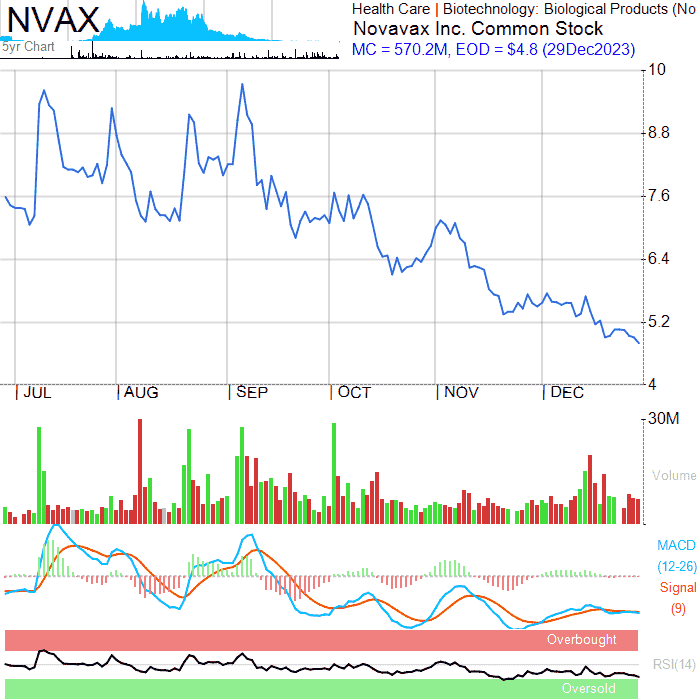 NVAX
Health Care | Biotechnology: Biological Products (No
Novavax Inc. Common Stock
5yr Chart
MC = 570.2M, EOD = $4.8 (29Dec2023)
10
8.8
7.6
6.4
5.2
4
| JUL | AUG | SEP | OCT | NOV | DEC
30M
Volume
MACD
(12-26)
Signal
(9)
Overbought
RSI(14)
Oversold